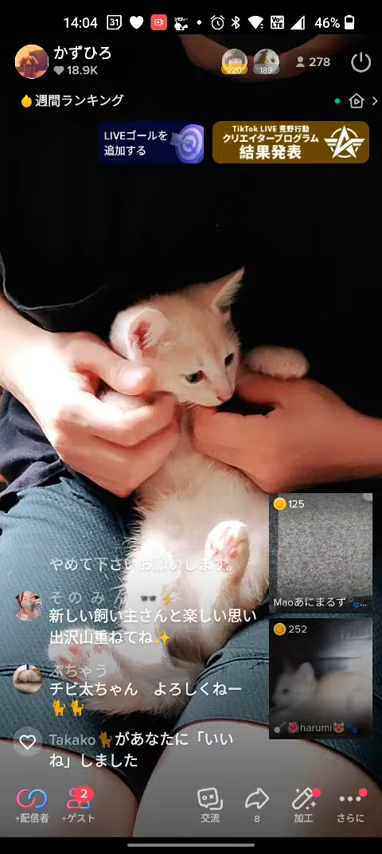 14:04
31
46%
かずひろ
18.9K
220
189
278
週間ランキング
LIVEゴールを
追加する
TikTok LIVE 荒野行動
クリエイタープログラム
結果発表
125
Maoあにまるず
252
harumi
やめて下さいお願いします。
そのみん
新しい飼い主さんと楽しい思い
出沢山重ねてね✨
ぷちゃう
チビ太ちゃん　よろしくねー
🐈🐈
Takako🐈があなたに「いい
ね」しました
2
+配信者
+ゲスト
交流
8
加工
さらに